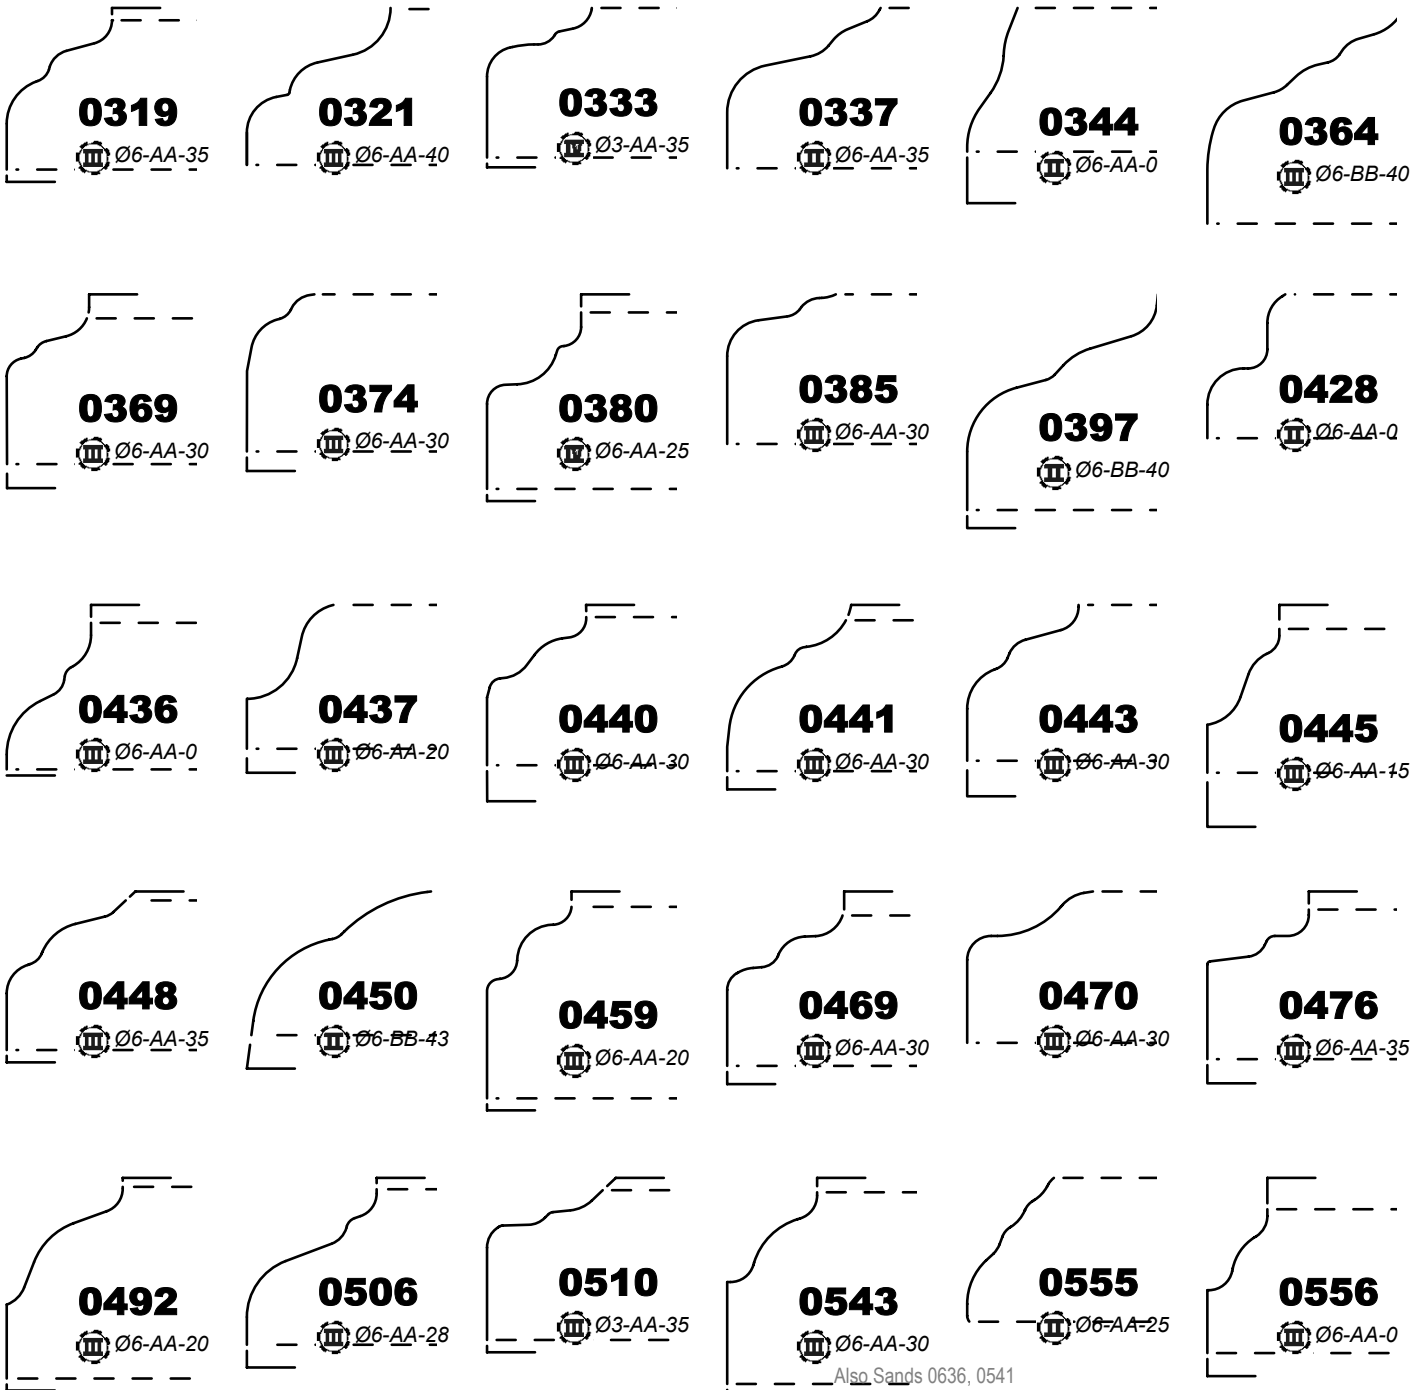 0319
III Ø6-AA-35
0321
III Ø6-AA-40
0333
IV Ø3-AA-35
0337
II Ø6-AA-35
0344
II Ø6-AA-0
0364
III Ø6-BB-40
0369
III Ø6-AA-30
0374
III Ø6-AA-30
0380
IV Ø6-AA-25
0385
III Ø6-AA-30
0397
II Ø6-BB-40
0428
II Ø6-AA-0
0436
III Ø6-AA-0
0437
III Ø6-AA-20
0440
III Ø6-AA-30
0441
III Ø6-AA-30
0443
III Ø6-AA-30
0445
III Ø6-AA-15
0448
III Ø6-AA-35
0450
II Ø6-BB-43
0459
III Ø6-AA-20
0469
III Ø6-AA-30
0470
III Ø6-AA-30
0476
III Ø6-AA-35
0492
III Ø6-AA-20
0506
III Ø6-AA-28
0510
III Ø3-AA-35
0543
III Ø6-AA-30
Also Sands 0636, 0541
0555
II Ø6-AA-25
0556
III Ø6-AA-0